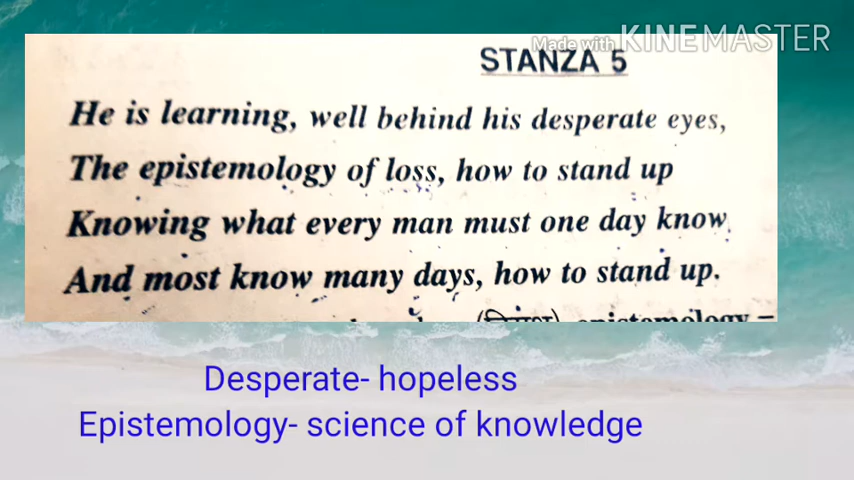 Made with KINEMASTER
STANZA 5
He is learning, well behind his desperate eyes,
The epistemology of loss, how to stand up
Knowing what every man must one day know
And most know many days, how to stand up.
epistemology –
Desperate- hopeless
Epistemology- science of knowledge